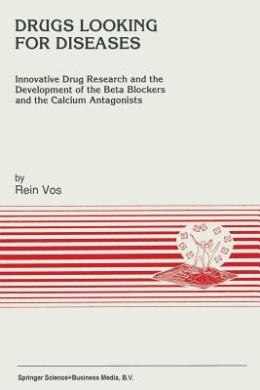 DRUGS LOOKING
FOR DISEASES
Innovative Drug Research and the
Development of the Beta Blockers
and the Calcium Antagonists
by
Rein Vos
Springer Science+Business Media, B.V.